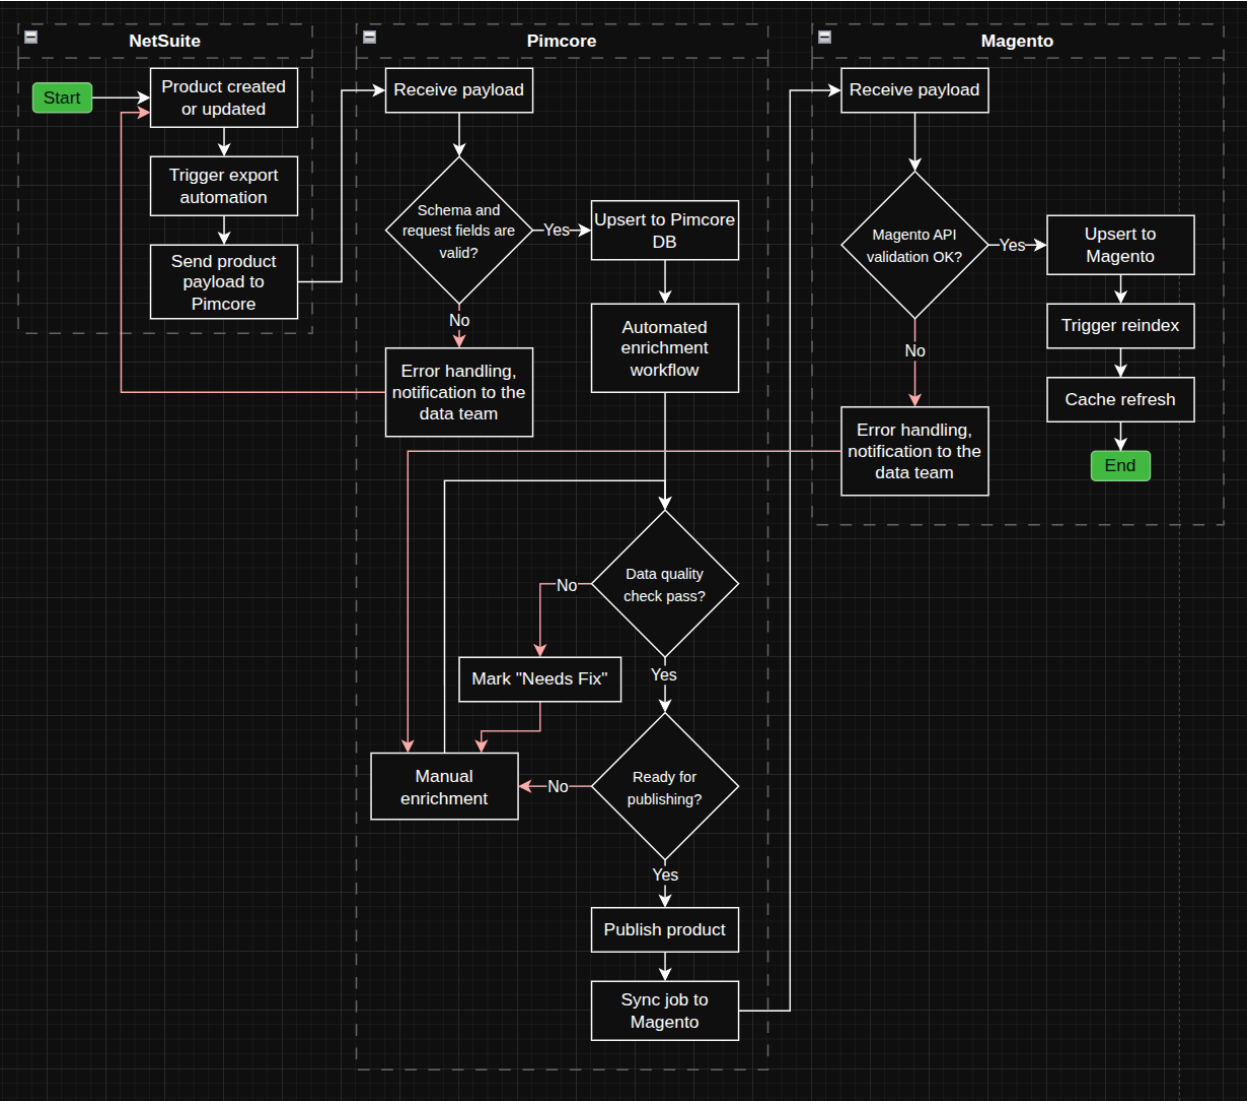 NetSuite
Start
Product created
or updated
Trigger export
automation
Send product
payload to
Pimcore
Pimcore
Receive payload
Schema and
request fields are
valid?
Yes
No
Upsert to Pimcore
DB
Automated
enrichment
workflow
Error handling,
notification to the
data team
Data quality
check pass?
No
Yes
Mark "Needs Fix"
Manual
enrichment
No
Ready for
publishing?
Yes
Publish product
Sync job to
Magento
Magento
Receive payload
Magento API
validation OK?
Yes
No
Upsert to
Magento
Trigger reindex
Cache refresh
End
Error handling,
notification to the
data team